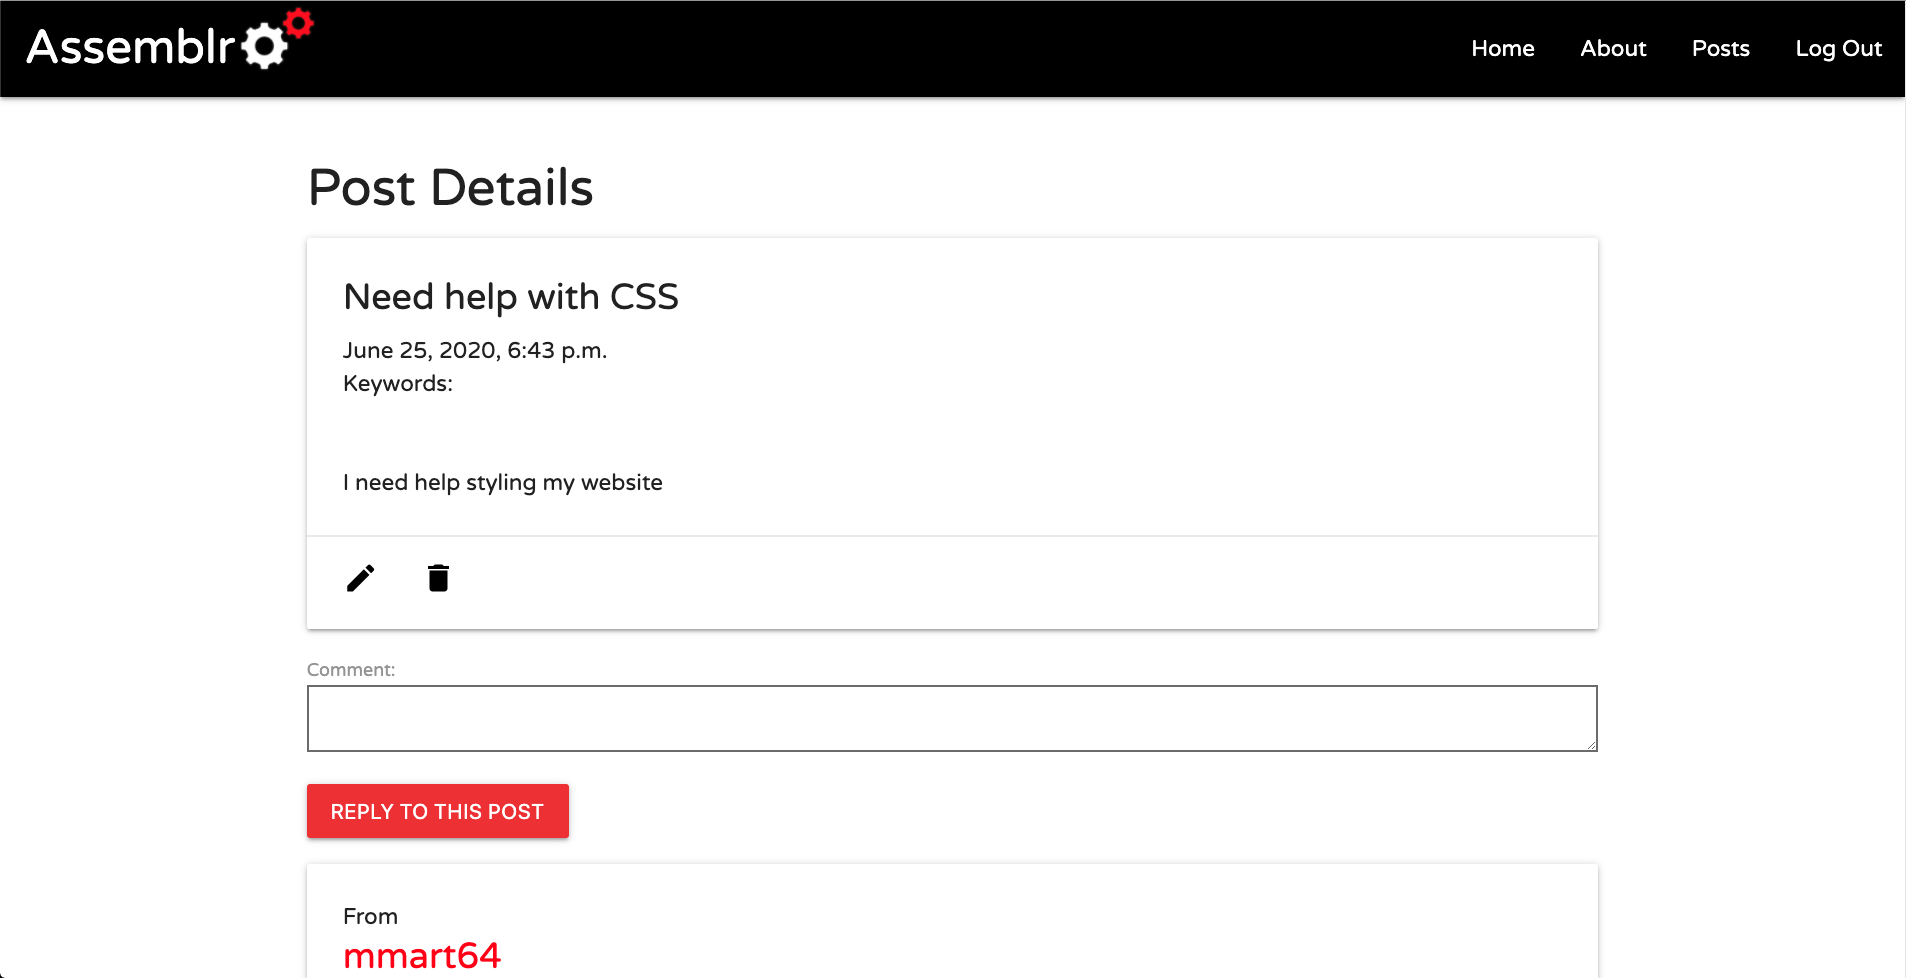 Assemblr
Home About Posts Log Out
Post Details
Need help with CSS
June 25, 2020, 6:43 p.m.
Keywords:
I need help styling my website
Comment:
REPLY TO THIS POST
From
mmart64